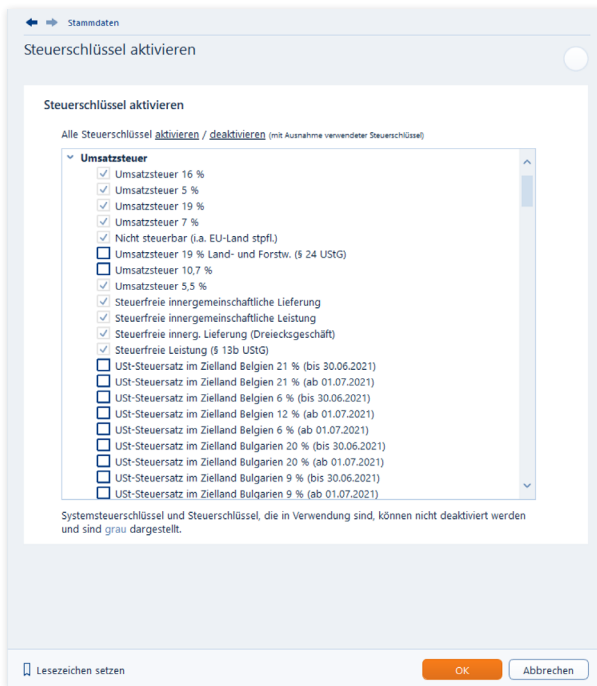 Stammdaten
Steuerschlüssel aktivieren
Steuerschlüssel aktivieren
Alle Steuerschlüssel aktivieren / deaktivieren (mit Ausnahme verwendeter Steuerschlüssel)
Umsatzsteuer
Umsatzsteuer 16 %
Umsatzsteuer 5 %
Umsatzsteuer 19 %
Umsatzsteuer 7 %
Nicht steuerbar (i.a. EU-Land stpfl.)
Umsatzsteuer 19 % Land- und Forstw. (§ 24 UStG)
Umsatzsteuer 10,7 %
Umsatzsteuer 5,5 %
Steuerfreie innergemeinschaftliche Lieferung
Steuerfreie innergemeinschaftliche Leistung
Steuerfreie innerg. Lieferung (Dreiecksgeschäft)
Steuerfreie Leistung (§ 13b UStG)
USt-Steuersatz im Zielland Belgien 21 % (bis 30.06.2021)
USt-Steuersatz im Zielland Belgien 21 % (ab 01.07.2021)
USt-Steuersatz im Zielland Belgien 6 % (bis 30.06.2021)
USt-Steuersatz im Zielland Belgien 12 % (ab 01.07.2021)
USt-Steuersatz im Zielland Belgien 6 % (ab 01.07.2021)
USt-Steuersatz im Zielland Bulgarien 20 % (bis 30.06.2021)
USt-Steuersatz im Zielland Bulgarien 20 % (ab 01.07.2021)
USt-Steuersatz im Zielland Bulgarien 9 % (bis 30.06.2021)
USt-Steuersatz im Zielland Bulgarien 9 % (ab 01.07.2021)
Systemsteuerschlüssel und Steuerschlüssel, die in Verwendung sind, können nicht deaktiviert werden
und sind grau dargestellt.
Lesezeichen setzen
OK
Abbrechen